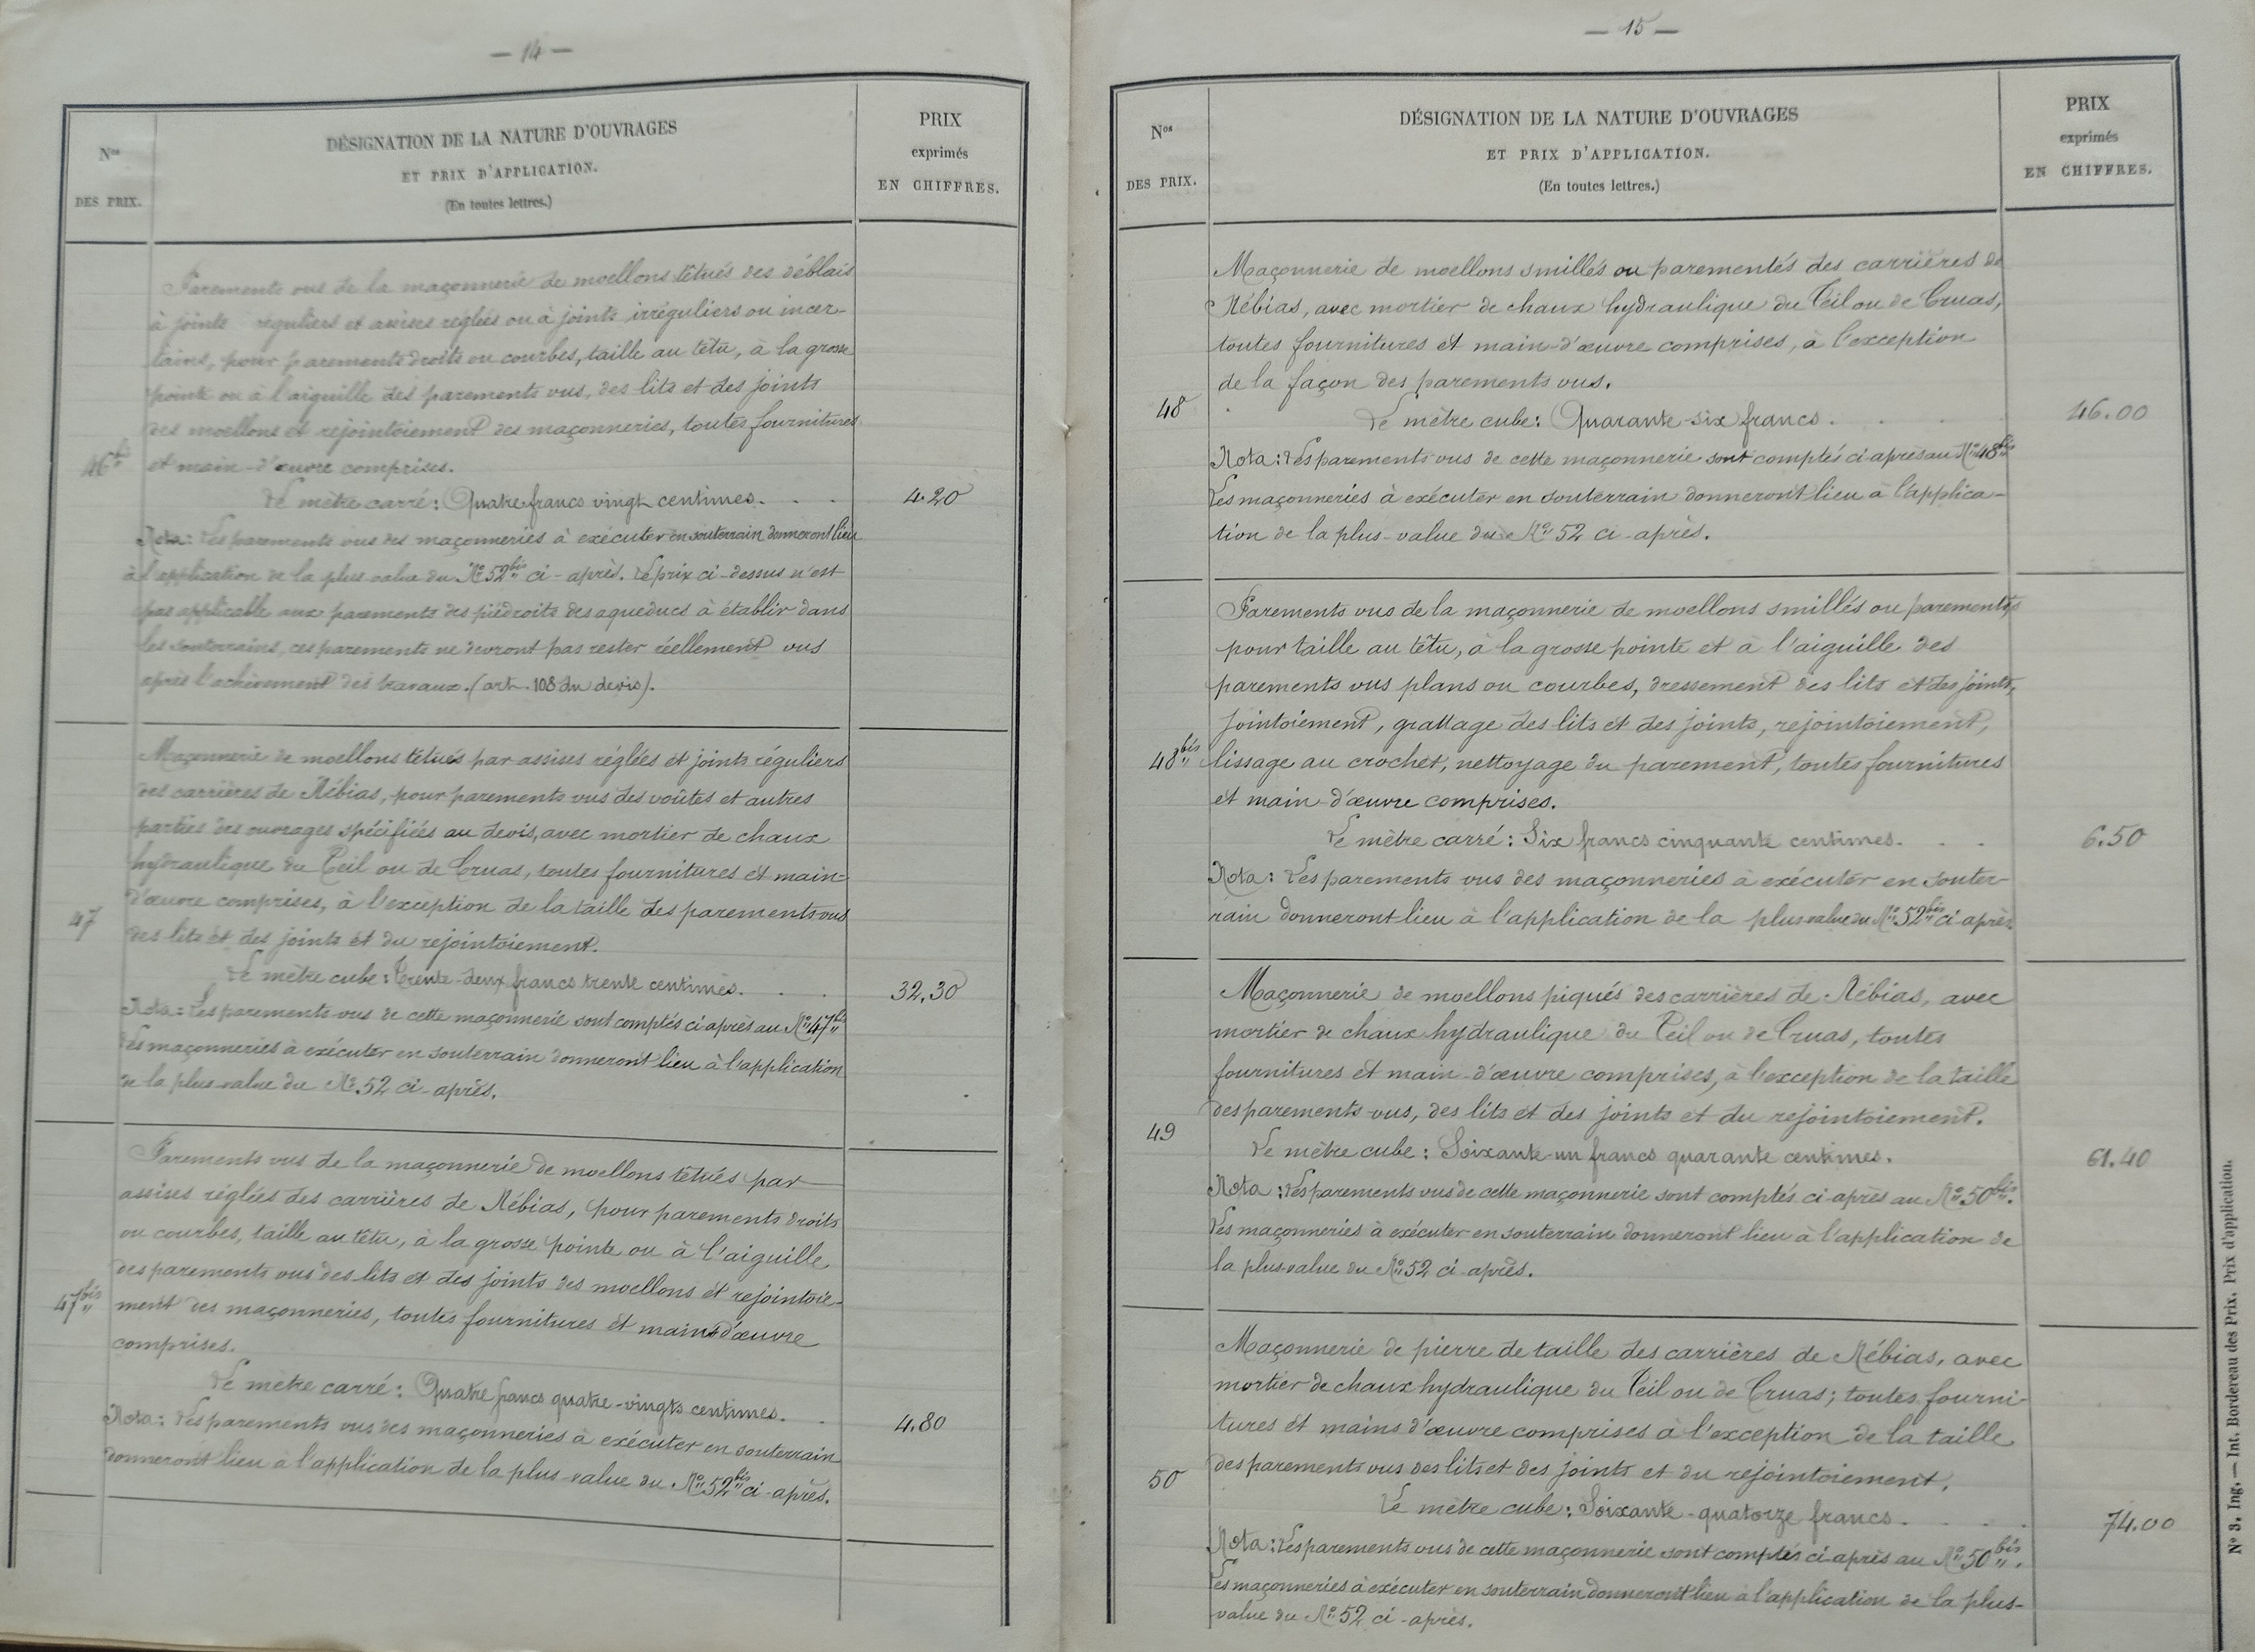 — 14 —
Nos
DES PRIX.
DÉSIGNATION DE LA NATURE D'OUVRAGES
ET PRIX D'APPLICATION.
(En toutes lettres.)
PRIX
exprimés
EN CHIFFRES.
Parements vus de la maçonnerie de moellons têtués des déblais
à joints réguliers et assises réglées ou à joints irréguliers ou incer-
tains, pour parements droits ou courbes, taille au têtu, à la grosse
pointe ou à l'aiguille des parements vus, des lits et des joints
des moellons et rejointoiement des maçonneries, toutes fournitures
46bis et main-d'œuvre comprises.
Le mètre carré: Quatre francs vingt centimes. . . 4.20
Nota: Les parements vus des maçonneries à exécuter en souterrain donneront lieu
à l'application de la plus value du No 52bis ci-après. Le prix ci-dessus n'est
pas applicable aux parements des piédroits des aqueducs à établir dans
les souterrains, ces parements ne devront pas rester réellement vus
après l'achèvement des travaux. (art. 108 du devis).
Maçonnerie de moellons têtués par assises réglées et joints réguliers
des carrières de Nébias, pour parements vus des voûtes et autres
parties des ouvrages spécifiées au devis, avec mortier de chaux
hydraulique du Teil ou de Cruas, toutes fournitures et main-
d'œuvre comprises, à l'exception de la taille des parements vus
47 des lits et des joints et du rejointoiement.
Le mètre cube: Trente-deux francs trente centimes. . . 32.30
Nota: Les parements vus de cette maçonnerie sont comptés ci après au No 47bis
Les maçonneries à exécuter en souterrain donneront lieu à l'application
de la plus-value du No 52 ci-après.
Parements vus de la maçonnerie de moellons têtués par
assises réglées des carrières de Nébias, pour parements droits
ou courbes, taille au têtu, à la grosse pointe ou à l'aiguille
des parements vus des lits et des joints des moellons et rejointoie-
47bis ment des maçonneries, toutes fournitures et mains d'œuvre
comprises.
Le mètre carré: Quatre francs quatre-vingts centimes. . 4.80
Nota: Les parements vus des maçonneries à exécuter en souterrain
donneront lieu à l'application de la plus-value du No 52bis ci-après.
— 15 —
Nos
DES PRIX.
DÉSIGNATION DE LA NATURE D'OUVRAGES
ET PRIX D'APPLICATION.
(En toutes lettres.)
PRIX
exprimés
EN CHIFFRES.
Maçonnerie de moellons smillés ou parementés des carrières de
Nébias, avec mortier de chaux hydraulique du Teil ou de Cruas,
toutes fournitures et main-d'œuvre comprises, à l'exception
de la façon des parements vus.
48 Le mètre cube: Quarante-six francs. . . 46.00
Nota: Les parements vus de cette maçonnerie sont comptés ci-après au No 48bis
Les maçonneries à exécuter en souterrain donneront lieu à l'applica-
tion de la plus-value du No 52 ci-après.
Parements vus de la maçonnerie de moellons smillés ou parementés
pour taille au têtu, à la grosse pointe et à l'aiguille des
parements vus plans ou courbes, dressement des lits et des joints,
jointoiement, grattage des lits et des joints, rejointoiement,
48bis lissage au crochet, nettoyage du parement, toutes fournitures
et main-d'œuvre comprises.
Le mètre carré: Six francs cinquante centimes. . . 6.50
Nota: Les parements vus des maçonneries à exécuter en souter-
rain donneront lieu à l'application de la plus-value du No 52bis ci-après.
Maçonnerie de moellons piqués des carrières de Nébias, avec
mortier de chaux hydraulique du Teil ou de Cruas, toutes
fournitures et main-d'œuvre comprises, à l'exception de la taille
des parements vus, des lits et des joints et du rejointoiement.
49 Le mètre cube: Soixante-un francs quarante centimes. 61.40
Nota: Les parements vus de cette maçonnerie sont comptés ci-après au No 50bis.
Les maçonneries à exécuter en souterrain donneront lieu à l'application de
la plus-value du No 52 ci-après.
Maçonnerie de pierre de taille des carrières de Nébias, avec
mortier de chaux hydraulique du Teil ou de Cruas; toutes fourni-
tures et mains d'œuvre comprises à l'exception de la taille
50 des parements vus des lits et des joints et du rejointoiement.
Le mètre cube: Soixante-quatorze francs. . . . 74.00
Nota: Les parements vus de cette maçonnerie sont comptés ci-après au No 50bis.
Les maçonneries à exécuter en souterrain donneront lieu à l'application de la plus-
value du No 52 ci-après.
No 3. Ing. — Int. Bordereau des Prix. Prix d'application.